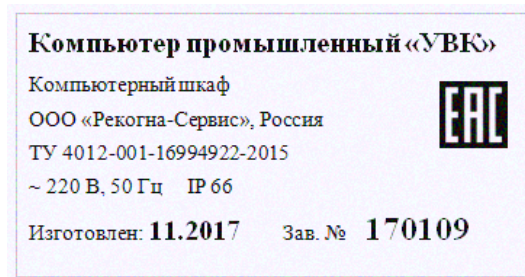 Компьютер промышленный «УВК»
Компьютерный шкаф
ООО «Рекогна-Сервис», Россия
ТУ 4012-001-16994922-2015
~ 220 В, 50 Гц IP 66
Изготовлен: 11.2017 Зав. № 170109
EAC